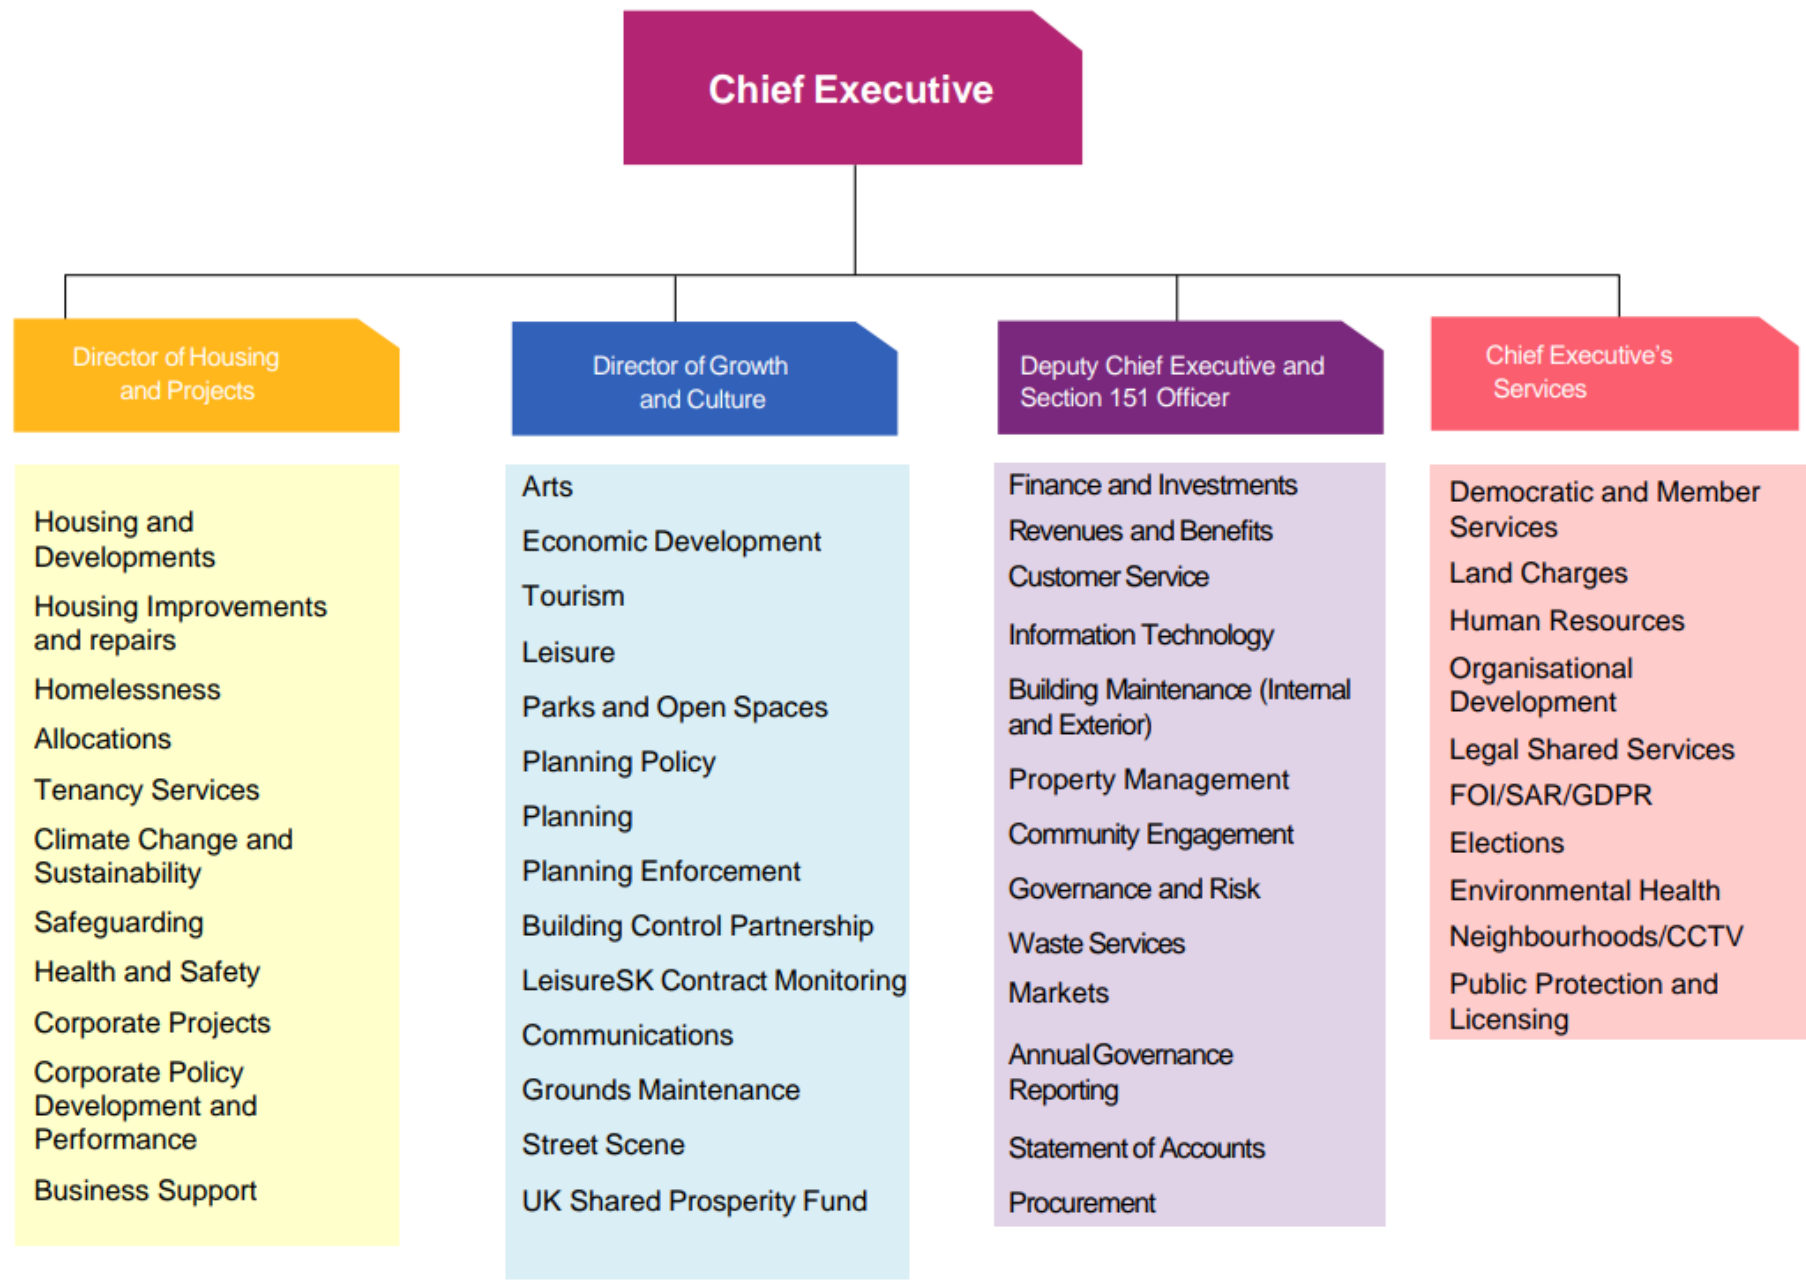 Chief Executive
Director of Housing
and Projects
Housing and
Developments
Housing Improvements
and repairs
Homelessness
Allocations
Tenancy Services
Climate Change and
Sustainability
Safeguarding
Health and Safety
Corporate Projects
Corporate Policy
Development and
Performance
Business Support
Director of Growth
and Culture
Arts
Economic Development
Tourism
Leisure
Parks and Open Spaces
Planning Policy
Planning
Planning Enforcement
Building Control Partnership
LeisureSK Contract Monitoring
Communications
Grounds Maintenance
Street Scene
UK Shared Prosperity Fund
Deputy Chief Executive and
Section 151 Officer
Finance and Investments
Revenues and Benefits
Customer Service
Information Technology
Building Maintenance (Internal
and Exterior)
Property Management
Community Engagement
Governance and Risk
Waste Services
Markets
Annual Governance
Reporting
Statement of Accounts
Procurement
Chief Executive’s
Services
Democratic and Member
Services
Land Charges
Human Resources
Organisational
Development
Legal Shared Services
FOI/SAR/GDPR
Elections
Environmental Health
Neighbourhoods/CCTV
Public Protection and
Licensing